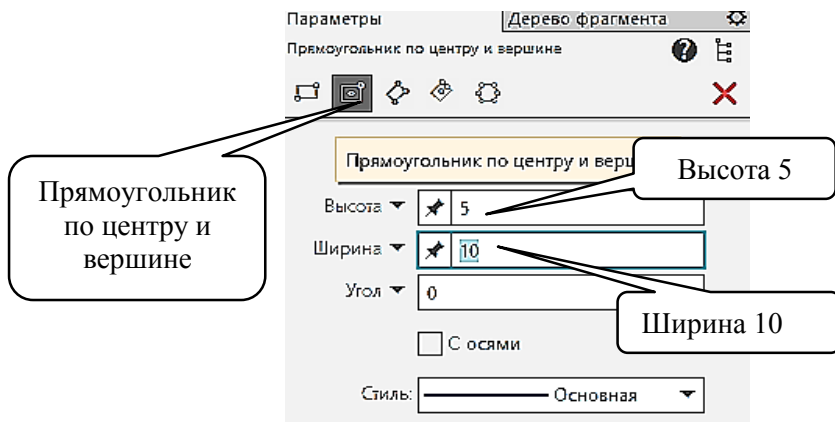 Параметры
Дерево фрагмента
Прямоугольник по центру и вершине
Прямоугольник по центру и верш
Прямоугольник
по центру и
вершине
Высота 5
Высота 5
Ширина 10
Угол 0
Ширина 10
С осями
Стиль: Основная